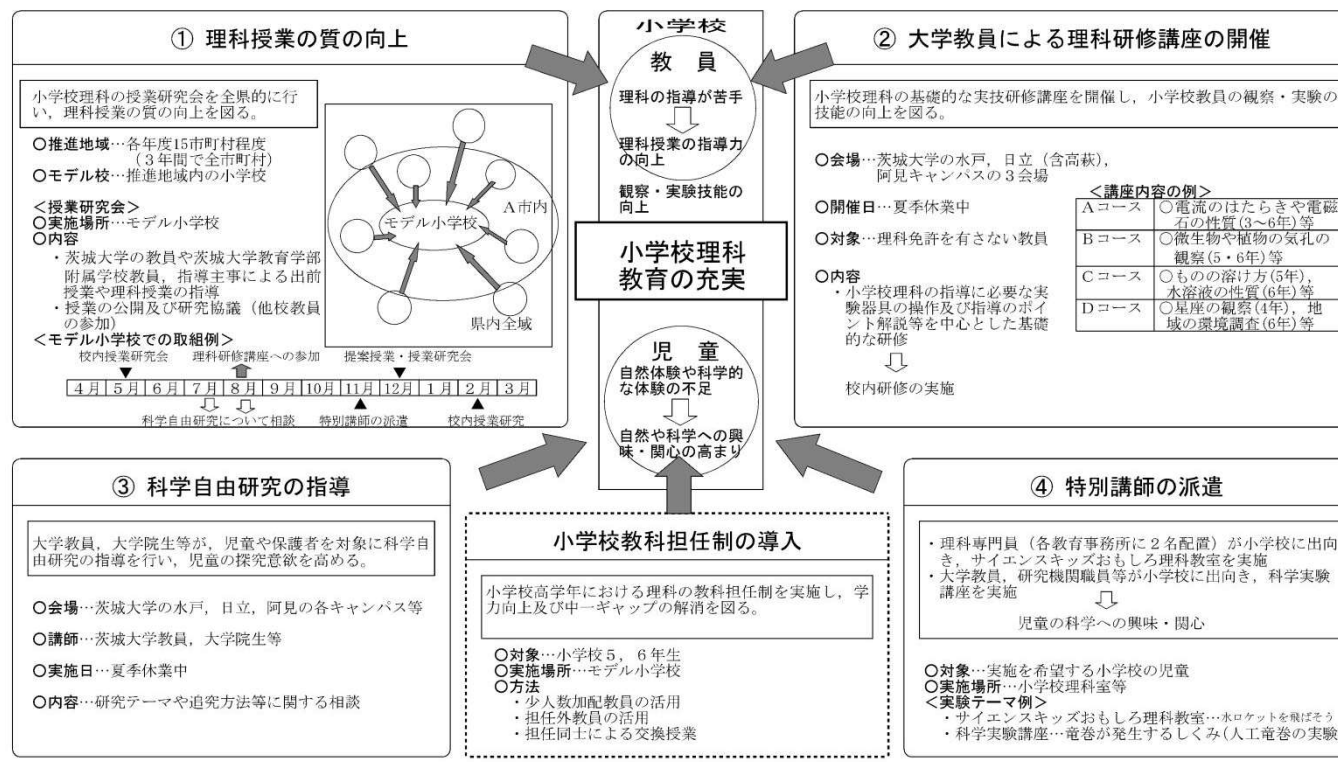 ① 理科授業の質の向上
小学校理科の授業研究会を全県的に行
い，理科授業の質の向上を図る。
○推進地域…各年度15市町村程度
（３年間で全市町村）
○モデル校…推進地域内の小学校
＜授業研究会＞
○実施場所…モデル小学校
○内容
・茨城大学の教員や茨城大学教育学部
附属学校教員，指導主事による出前
授業や理科授業の指導
・授業の公開及び研究協議（他校教員
の参加）
モデル小学校
Ａ市内
県内全域
＜モデル小学校での取組例＞
校内授業研究会　理科研修講座への参加　提案授業・授業研究会
４月 ５月 ６月 ７月 ８月 ９月 10月 11月 12月 １月 ２月 ３月
科学自由研究について相談　特別講師の派遣　校内授業研究
小学校
教　員
理科の指導が苦手
理科授業の指導力
の向上
観察・実験技能の
向上
小学校理科
教育の充実
児　童
自然体験や科学的
な体験の不足
自然や科学への興
味・関心の高まり
② 大学教員による理科研修講座の開催
小学校理科の基礎的な実技研修講座を開催し，小学校教員の観察・実験の
技能の向上を図る。
○会場…茨城大学の水戸，日立（含高萩），
阿見キャンパスの３会場
○開催日…夏季休業中
○対象…理科免許を有さない教員
○内容
・小学校理科の指導に必要な実
験器具の操作及び指導のポイ
ント解説等を中心とした基礎
的な研修
校内研修の実施
＜講座内容の例＞
Ａコース　○電流のはたらきや電磁
石の性質(3～6年)等
Ｂコース　○微生物や植物の気孔の
観察(5・6年)等
Ｃコース　○ものの溶け方(5年)，
水溶液の性質(6年)等
Ｄコース　○星座の観察(4年)，地
域の環境調査(6年)等
③ 科学自由研究の指導
大学教員，大学院生等が，児童や保護者を対象に科学自
由研究の指導を行い，児童の探究意欲を高める。
○会場…茨城大学の水戸，日立，阿見の各キャンパス等
○講師…茨城大学教員，大学院生等
○実施日…夏季休業中
○内容…研究テーマや追究方法等に関する相談
小学校教科担任制の導入
小学校高学年における理科の教科担任制を実施し，学
力向上及び中一ギャップの解消を図る。
○対象…小学校５，６年生
○実施場所…モデル小学校
○方法
・少人数加配教員の活用
・担任外教員の活用
・担任同士による交換授業
④ 特別講師の派遣
・理科専門員（各教育事務所に２名配置）が小学校に出向
き，サイエンスキッズおもしろ理科教室を実施
・大学教員，研究機関職員等が小学校に出向き，科学実験
講座を実施
児童の科学への興味・関心
○対象…実施を希望する小学校の児童
○実施場所…小学校理科室等
＜実験テーマ例＞
・サイエンスキッズおもしろ理科教室…水ロケットを飛ばそう
・科学実験講座…竜巻が発生するしくみ(人工竜巻の実験